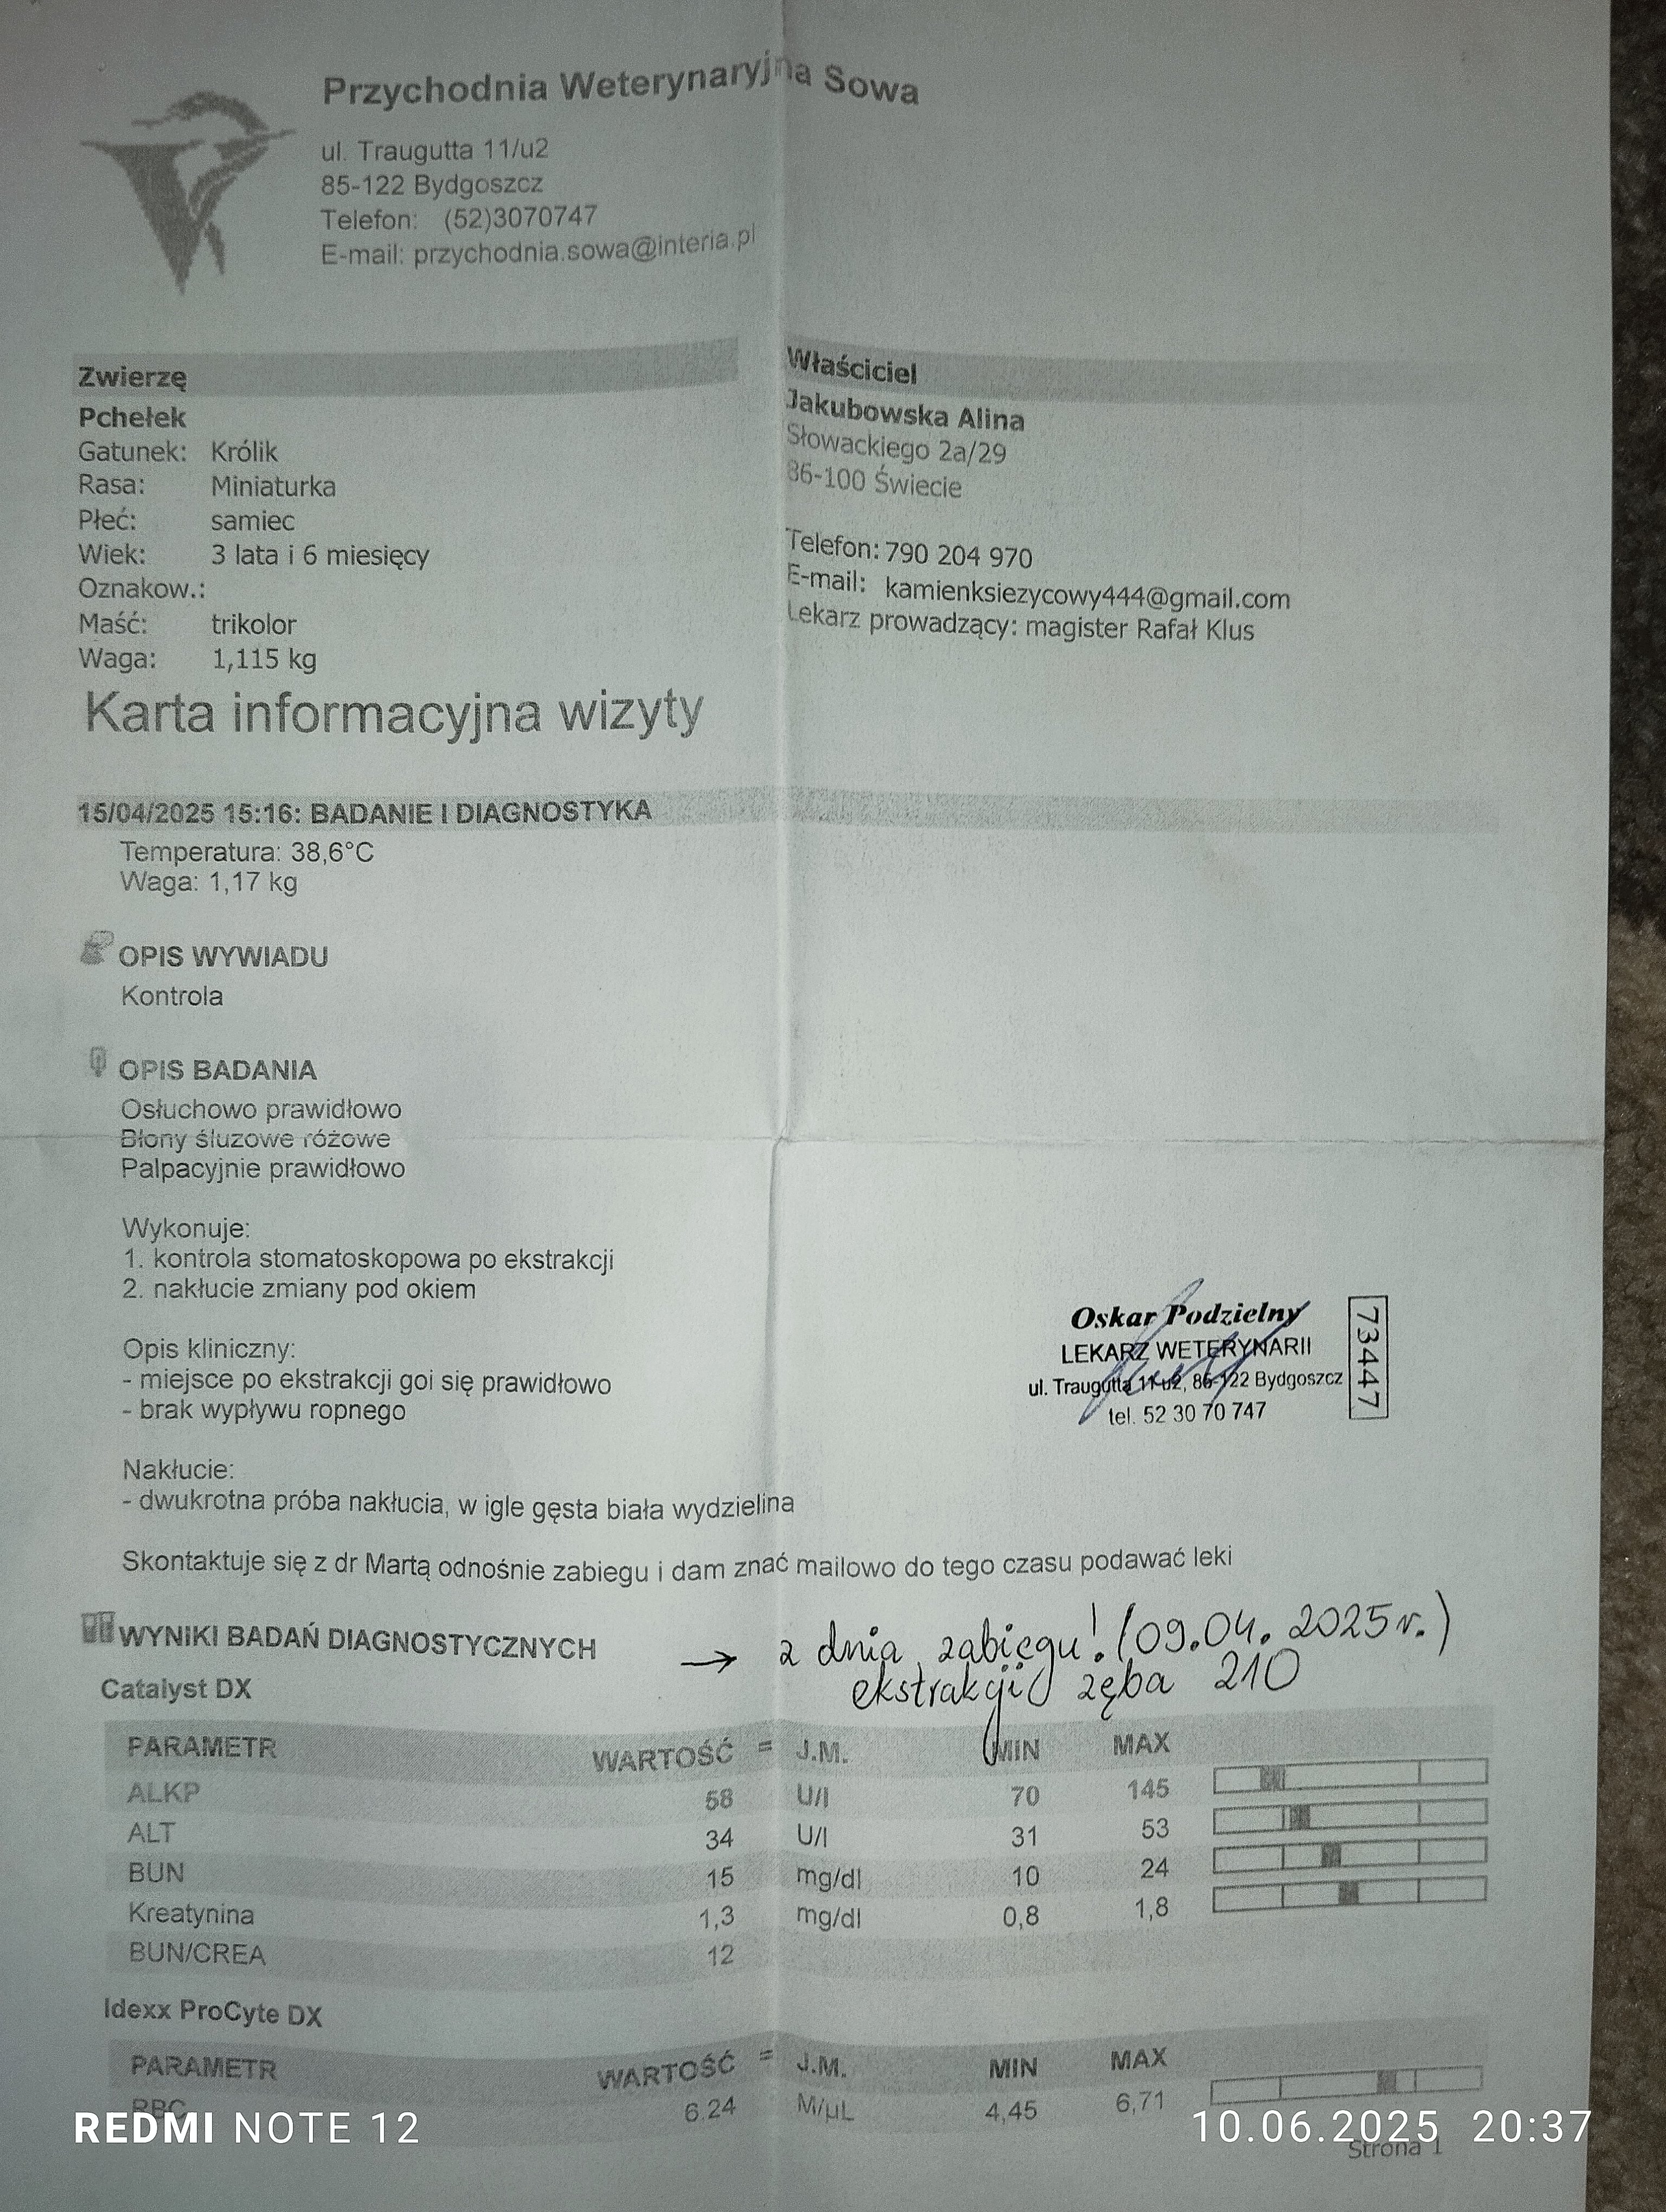 Przychodnia Weterynaryjna Sowa
ul. Traugutta 11/u2
85-122 Bydgoszcz
Telefon: (52)3070747
E-mail: przychodnia.sowa@interia.pl
Zwierzę
Pchełek
Gatunek: Królik
Rasa: Miniaturka
Płeć: samiec
Wiek: 3 lata i 6 miesięcy
Oznakow.:
Maść: trikolor
Waga: 1,115 kg
Właściciel
Jakubowska Alina
Słowackiego 2a/29
86-100 Świecie
Telefon: 790 204 970
E-mail: kamienksiezycowy444@gmail.com
Lekarz prowadzący: magister Rafał Klus
Karta informacyjna wizyty
15/04/2025 15:16: BADANIE I DIAGNOSTYKA
Temperatura: 38,6°C
Waga: 1,17 kg
OPIS WYWIADU
Kontrola
OPIS BADANIA
Osłuchowo prawidłowo
Błony śluzowe różowe
Palpacyjnie prawidłowo
Wykonuje:
1. kontrola stomatoskopowa po ekstrakcji
2. nakłucie zmiany pod okiem
Opis kliniczny:
- miejsce po ekstrakcji goi się prawidłowo
- brak wypływu ropnego
Oskar Podzielny
LEKARZ WETERYNARII
ul. Traugutta 11-u2, 85-122 Bydgoszcz
tel. 52 30 70 747
73447
Nakłucie:
- dwukrotna próba nakłucia, w igle gęsta biała wydzielina
Skontaktuje się z dr Martą odnośnie zabiegu i dam znać mailowo do tego czasu podawać leki
WYNIKI BADAŃ DIAGNOSTYCZNYCH → z dnia zabiegu! (09.04.2025r.)
ekstrakcji zęba 210
Catalyst DX
PARAMETR WARTOŚĆ = J.M. MIN MAX
ALKP 58 U/l 70 145
ALT 34 U/l 31 53
BUN 15 mg/dl 10 24
Kreatynina 1,3 mg/dl 0,8 1,8
BUN/CREA 12
Idexx ProCyte DX
PARAMETR WARTOŚĆ = J.M. MIN MAX
RBC 6.24 M/µL 4,45 6,71
REDMI NOTE 12
10.06.2025 20:37
Strona 1